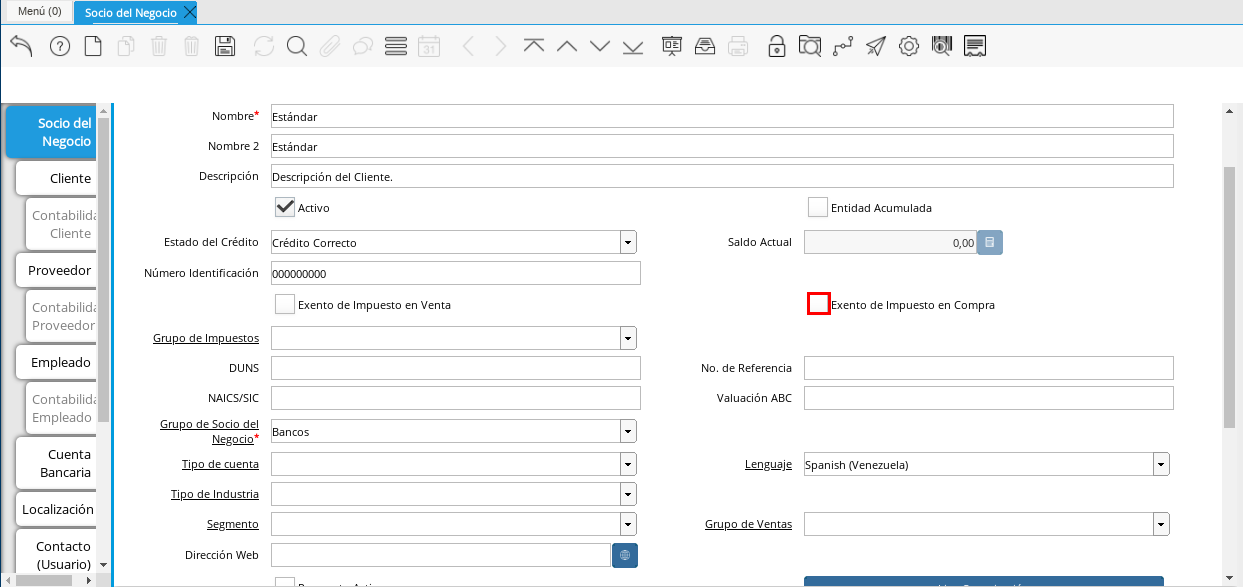 Menú (0)
Socio del Negocio
31
Socio del
Negocio
Cliente
Contabilida
Cliente
Proveedor
Contabilida
Proveedor
Empleado
Contabilida
Empleado
Cuenta
Bancaria
Localización
Contacto
(Usuario)
Nombre* Estándar
Nombre 2 Estándar
Descripción Descripción del Cliente.
Activo Entidad Acumulada
Estado del Crédito Crédito Correcto Saldo Actual 0,00
Número Identificación 000000000
Exento de Impuesto en Venta Exento de Impuesto en Compra
Grupo de Impuestos
DUNS No. de Referencia
NAICS/SIC Valuación ABC
Grupo de Socio del
Negocio* Bancos
Tipo de cuenta Lenguaje Spanish (Venezuela)
Tipo de Industria
Segmento Grupo de Ventas
Dirección Web